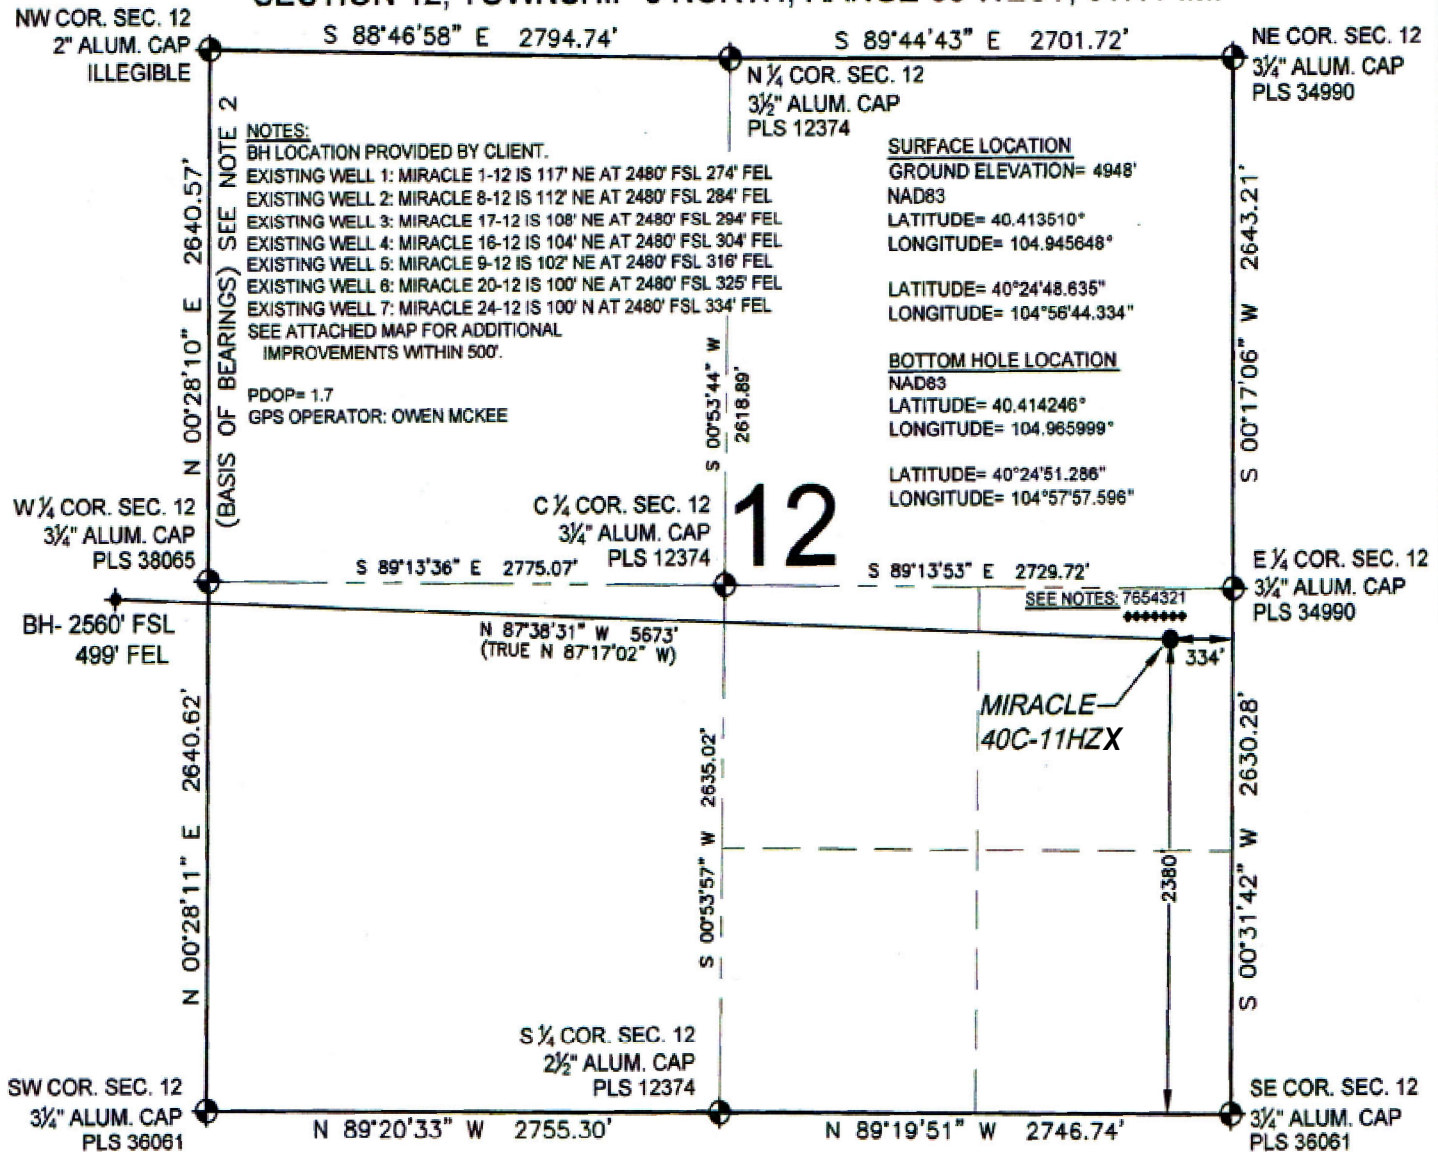 SECTION 12, TOWNSHIP
NORTH, RANGE
WEST,
NW COR. SEC. 12
2" ALUM. CAP
ILLEGIBLE
S 88°46'58" E 2794.74'
S 89°44'43" E 2701.72'
NE COR. SEC. 12
3¼" ALUM. CAP
PLS 34990
N ¼ COR. SEC. 12
3½" ALUM. CAP
PLS 12374
N 00°28'10" E 2640.57'
(BASIS OF BEARINGS) SEE NOTE 2
NOTES:
BH LOCATION PROVIDED BY CLIENT.
EXISTING WELL 1: MIRACLE 1-12 IS 117' NE AT 2480' FSL 274' FEL
EXISTING WELL 2: MIRACLE 8-12 IS 112' NE AT 2480' FSL 284' FEL
EXISTING WELL 3: MIRACLE 17-12 IS 108' NE AT 2480' FSL 294' FEL
EXISTING WELL 4: MIRACLE 16-12 IS 104' NE AT 2480' FSL 304' FEL
EXISTING WELL 5: MIRACLE 9-12 IS 102' NE AT 2480' FSL 316' FEL
EXISTING WELL 6: MIRACLE 20-12 IS 100' NE AT 2480' FSL 325' FEL
EXISTING WELL 7: MIRACLE 24-12 IS 100' N AT 2480' FSL 334' FEL
SEE ATTACHED MAP FOR ADDITIONAL
IMPROVEMENTS WITHIN 500'.
PDOP= 1.7
GPS OPERATOR: OWEN MCKEE
SURFACE LOCATION
GROUND ELEVATION= 4948'
NAD83
LATITUDE= 40.413510°
LONGITUDE= 104.945648°
LATITUDE= 40°24'48.635"
LONGITUDE= 104°56'44.334"
BOTTOM HOLE LOCATION
NAD83
LATITUDE= 40.414246°
LONGITUDE= 104.965999°
LATITUDE= 40°24'51.286"
LONGITUDE= 104°57'57.596"
S 00°53'44" W
2618.89'
S 00°17'06" W 2643.21'
W ¼ COR. SEC. 12
3¼" ALUM. CAP
PLS 38065
C ¼ COR. SEC. 12
3¼" ALUM. CAP
PLS 12374
12
S 89°13'36" E 2775.07'
S 89°13'53" E 2729.72'
E ¼ COR. SEC. 12
3¼" ALUM. CAP
PLS 34990
SEE NOTES: 7654321
BH- 2560' FSL
499' FEL
N 87°38'31" W 5673'
(TRUE N 87°17'02" W)
334'
MIRACLE
40C-11HZX
N 00°28'11" E 2640.62'
S 00°53'57" W 2635.02'
2380'
S 00°31'42" W 2630.28'
S ¼ COR. SEC. 12
2½" ALUM. CAP
PLS 12374
SW COR. SEC. 12
3¼" ALUM. CAP
PLS 36061
N 89°20'33" W 2755.30'
N 89°19'51" W 2746.74'
SE COR. SEC. 12
3¼" ALUM. CAP
PLS 36061